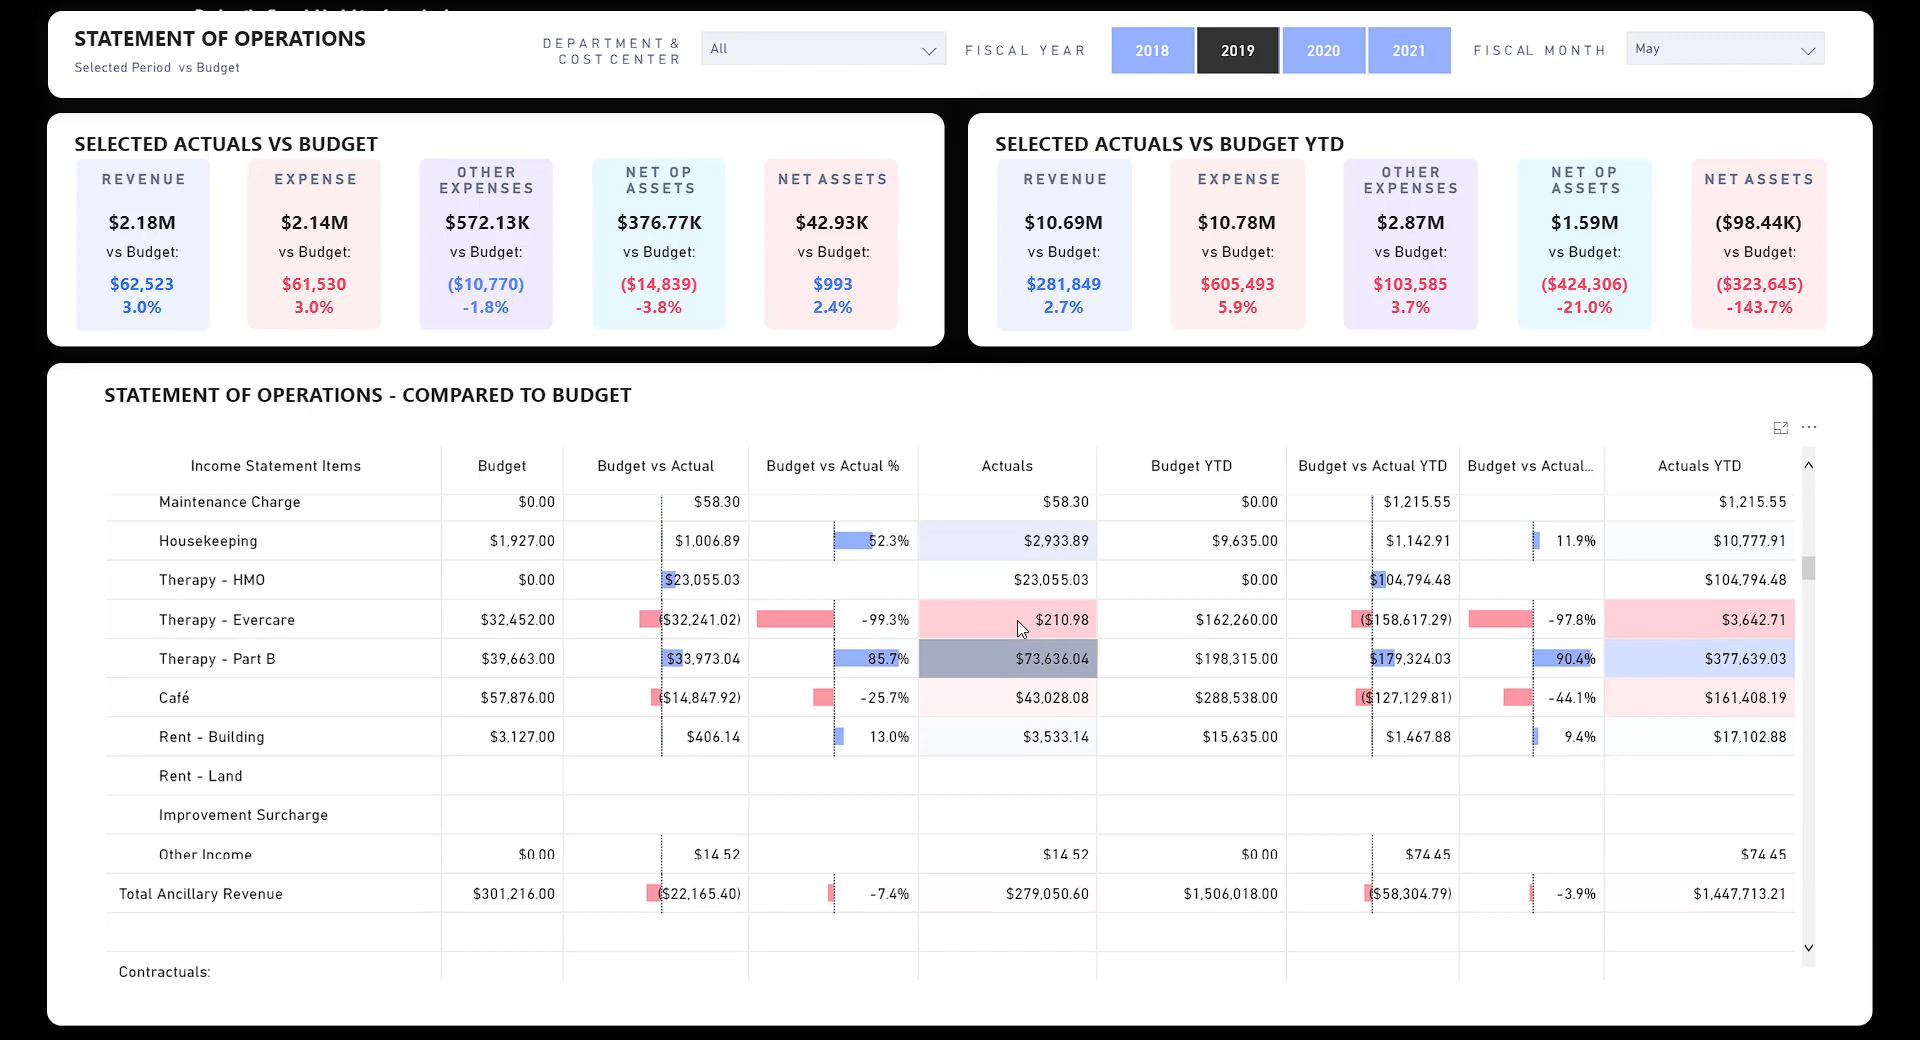 STATEMENT OF OPERATIONS
Selected Period vs Budget
DEPARTMENT &
COST CENTER
All
FISCAL YEAR
2018
2019
2020
2021
FISCAL MONTH
May
SELECTED ACTUALS VS BUDGET
REVENUE
$2.18M
vs Budget:
$62,523
3.0%
EXPENSE
$2.14M
vs Budget:
$61,530
3.0%
OTHER
EXPENSES
$572.13K
vs Budget:
($10,770)
-1.8%
NET OP
ASSETS
$376.77K
vs Budget:
($14,839)
-3.8%
NET ASSETS
$42.93K
vs Budget:
$993
2.4%
SELECTED ACTUALS VS BUDGET YTD
REVENUE
$10.69M
vs Budget:
$281,849
2.7%
EXPENSE
$10.78M
vs Budget:
$605,493
5.9%
OTHER
EXPENSES
$2.87M
vs Budget:
$103,585
3.7%
NET OP
ASSETS
$1.59M
vs Budget:
($424,306)
-21.0%
NET ASSETS
($98.44K)
vs Budget:
($323,645)
-143.7%
STATEMENT OF OPERATIONS - COMPARED TO BUDGET
Income Statement Items Budget Budget vs Actual Budget vs Actual % Actuals Budget YTD Budget vs Actual YTD Budget vs Actual... Actuals YTD
Maintenance Charge $0.00 $58.30 $58.30 $0.00 $1,215.55 $1,215.55
Housekeeping $1,927.00 $1,006.89 52.3% $2,933.89 $9,635.00 $1,142.91 11.9% $10,777.91
Therapy - HMO $0.00 $23,055.03 $23,055.03 $0.00 $104,794.48 $104,794.48
Therapy - Evercare $32,452.00 ($32,241.02) -99.3% $210.98 $162,260.00 ($158,617.29) -97.8% $3,642.71
Therapy - Part B $39,663.00 $33,973.04 85.7% $73,636.04 $198,315.00 $179,324.03 90.4% $377,639.03
Café $57,876.00 ($14,847.92) -25.7% $43,028.08 $288,538.00 ($127,129.81) -44.1% $161,408.19
Rent - Building $3,127.00 $406.14 13.0% $3,533.14 $15,635.00 $1,467.88 9.4% $17,102.88
Rent - Land
Improvement Surcharge
Other Income $0.00 $14.52 $14.52 $0.00 $74.45 $74.45
Total Ancillary Revenue $301,216.00 ($22,165.40) -7.4% $279,050.60 $1,506,018.00 ($58,304.79) -3.9% $1,447,713.21
Contractuals: